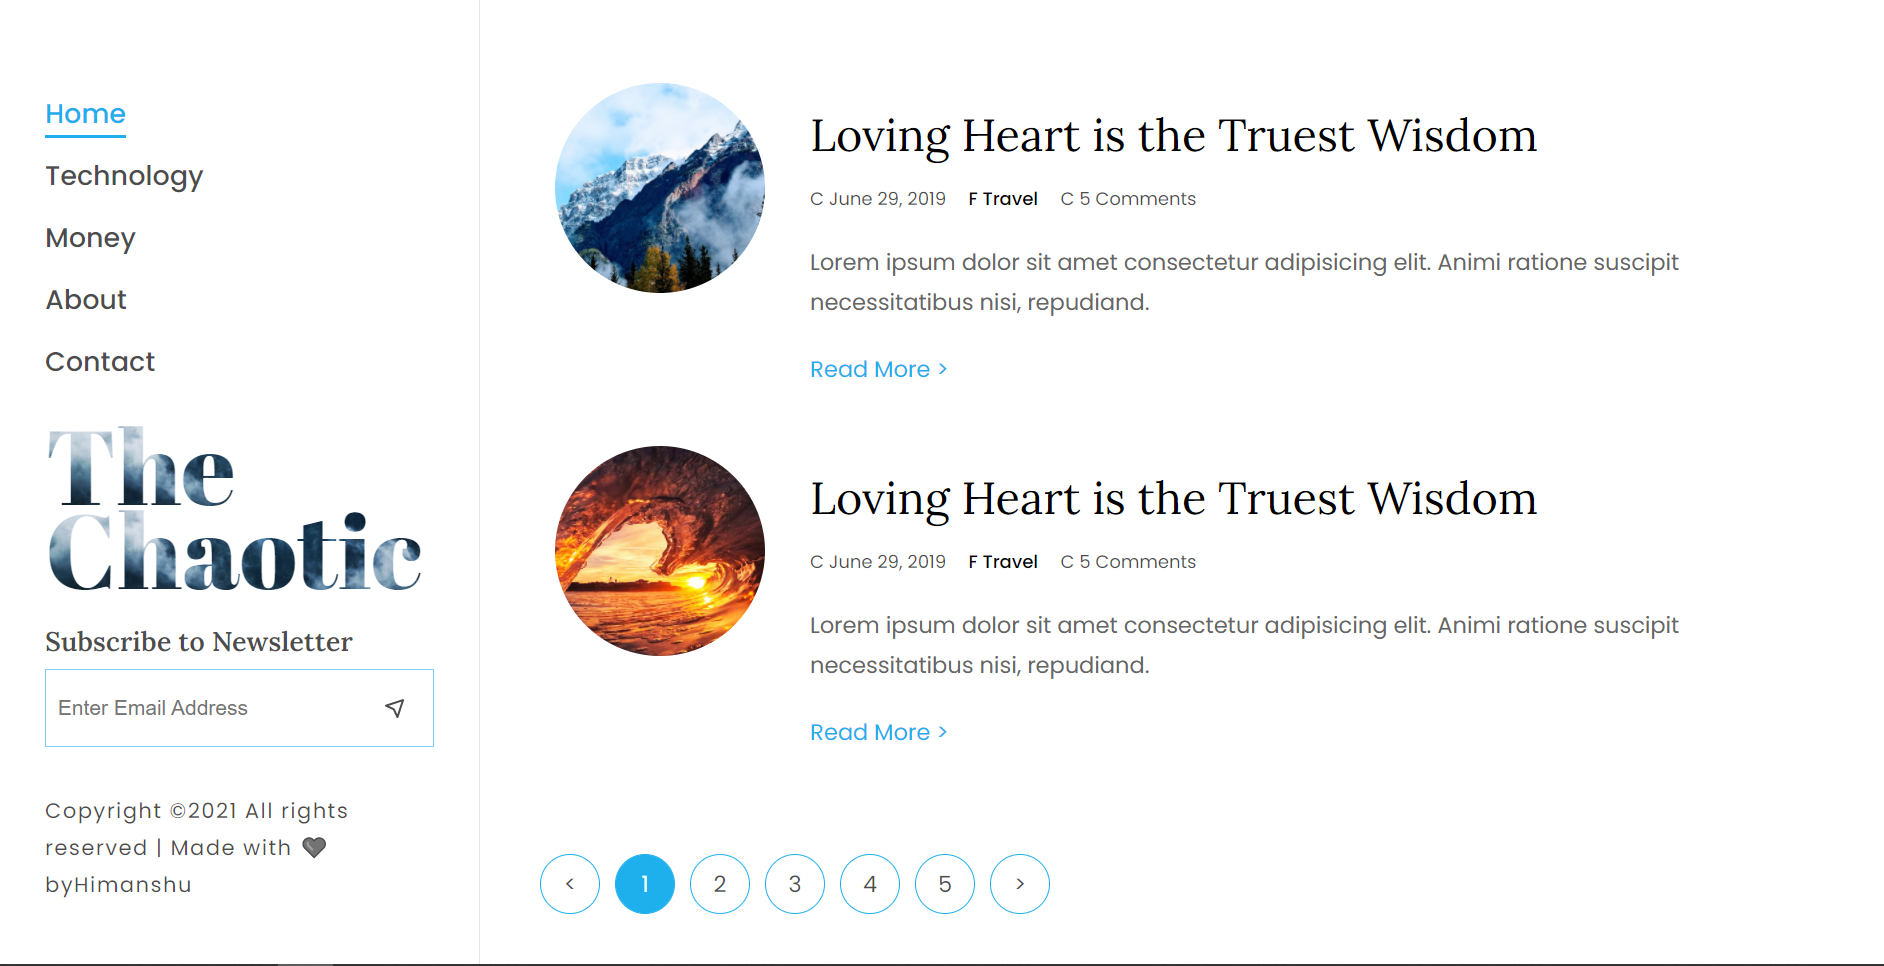 Home
Technology
Money
About
Contact
The
Chaotic
Subscribe to Newsletter
Enter Email Address
Copyright ©2021 All rights
reserved | Made with 🖤
byHimanshu
Loving Heart is the Truest Wisdom
C June 29, 2019 F Travel C 5 Comments
Lorem ipsum dolor sit amet consectetur adipisicing elit. Animi ratione suscipit
necessitatibus nisi, repudiand.
Read More >
Loving Heart is the Truest Wisdom
C June 29, 2019 F Travel C 5 Comments
Lorem ipsum dolor sit amet consectetur adipisicing elit. Animi ratione suscipit
necessitatibus nisi, repudiand.
Read More >
< 1 2 3 4 5 >